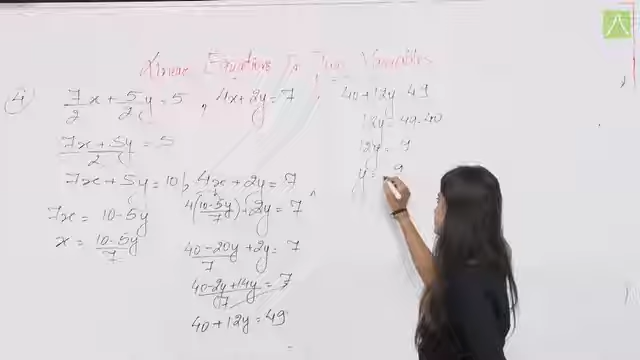 Linear Equations In Two Variables
4) 7/2 x + 5/2 y = 5 , 4x + 2y = 7
7x + 5y / 2 = 5
7x + 5y = 10 , 4x + 2y = 7
7x = 10 - 5y
x = 10 - 5y / 7
4(10-5y / 7) + 2y = 7
40 - 20y / 7 + 2y = 7
40 - 2y + 14y / 7 = 7
40 + 12y = 49
40 + 12y 49
12y = 49 - 40
12y = 9
y = 9
八